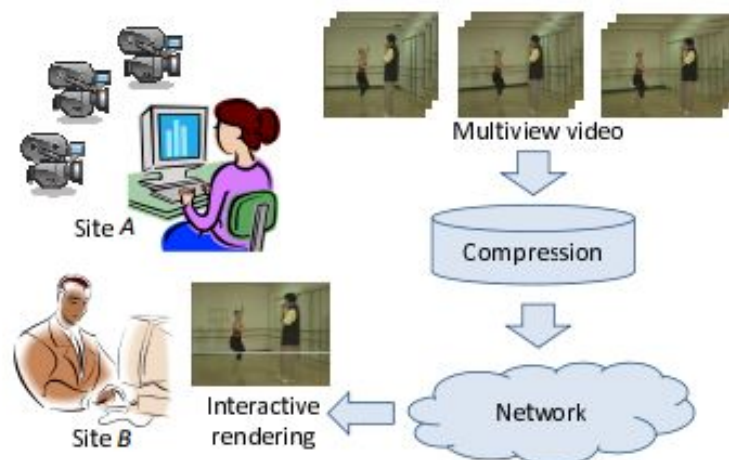 Multiview video
Site A
Compression
Network
Interactive
rendering
Site B